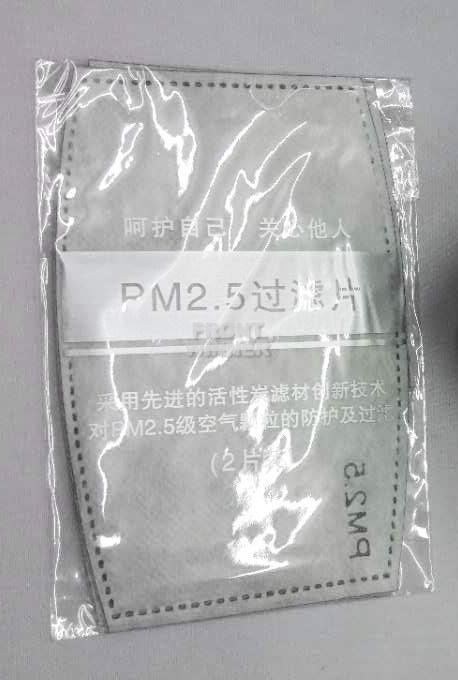 呵护自己 关心他人
PM2.5过滤片
FRONT
采用先进的活性炭滤材创新技术
对PM2.5级空气颗粒的防护及过滤
(2片
PM2.5